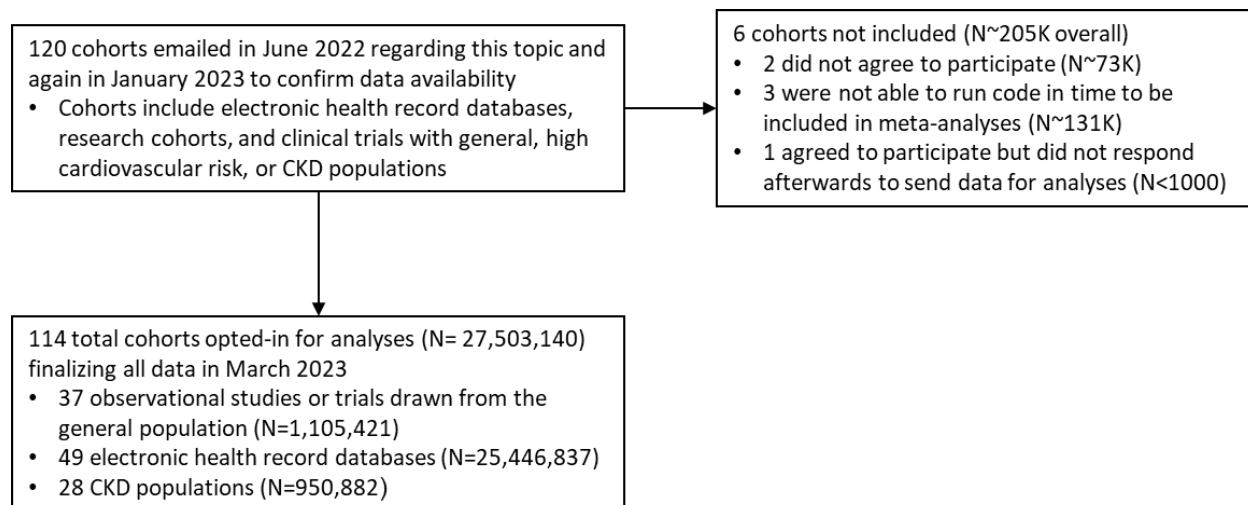 120 cohorts emailed in June 2022 regarding this topic and
again in January 2023 to confirm data availability
• Cohorts include electronic health record databases,
research cohorts, and clinical trials with general, high
cardiovascular risk, or CKD populations
6 cohorts not included (N~205K overall)
• 2 did not agree to participate (N~73K)
• 3 were not able to run code in time to be
included in meta-analyses (N~131K)
• 1 agreed to participate but did not respond
afterwards to send data for analyses (N<1000)
114 total cohorts opted-in for analyses (N= 27,503,140)
finalizing all data in March 2023
• 37 observational studies or trials drawn from the
general population (N=1,105,421)
• 49 electronic health record databases (N=25,446,837)
• 28 CKD populations (N=950,882)